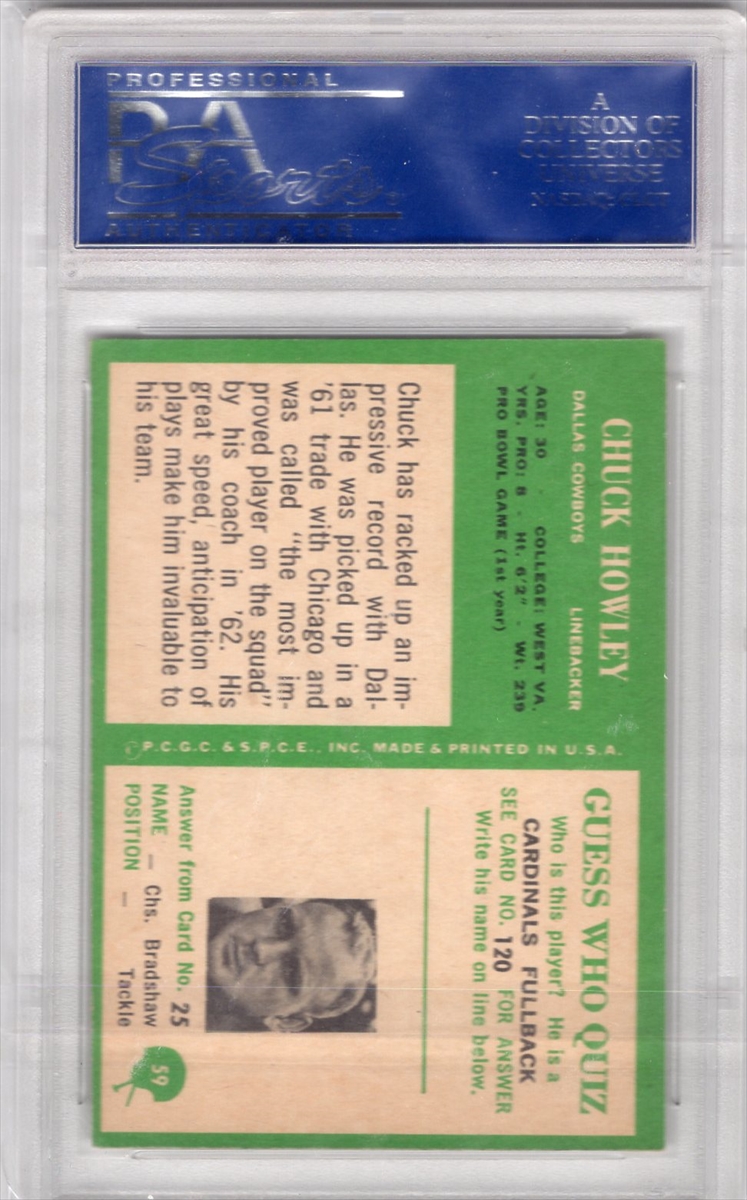 PROFESSIONAL
PSA
Sports
AUTHENTICATOR
A
DIVISION OF
COLLECTORS
UNIVERSE
NASDAQ: CLCT
CHUCK HOWLEY
DALLAS COWBOYS LINEBACKER
AGE: 30 - COLLEGE: WEST VA.
YRS. PRO: 8 - Ht. 6'2" - Wt. 239
PRO BOWL GAME (1st year)
Chuck has racked up an im-
pressive record with Dal-
las. He was picked up in a
'61 trade with Chicago and
was called "the most im-
proved player on the squad"
by his coach in '62. His
great speed, anticipation of
plays make him invaluable to
his team.
©P.C.G.C. & S.P.C.E., INC. MADE & PRINTED IN U.S.A.
GUESS WHO QUIZ
Who is this player? He is a
CARDINALS FULLBACK
SEE CARD NO. 120 FOR ANSWER
Write his name on line below.
Answer from Card No. 25
NAME — Chs. Bradshaw
POSITION — Tackle
59